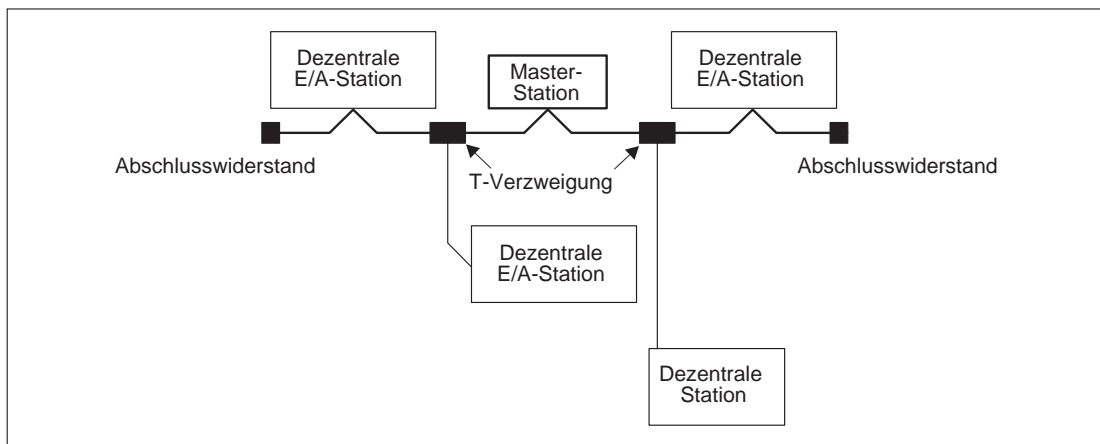 Dezentrale
E/A-Station
Master-
Station
Dezentrale
E/A-Station
Abschlusswiderstand
T-Verzweigung
Abschlusswiderstand
Dezentrale
E/A-Station
Dezentrale
Station